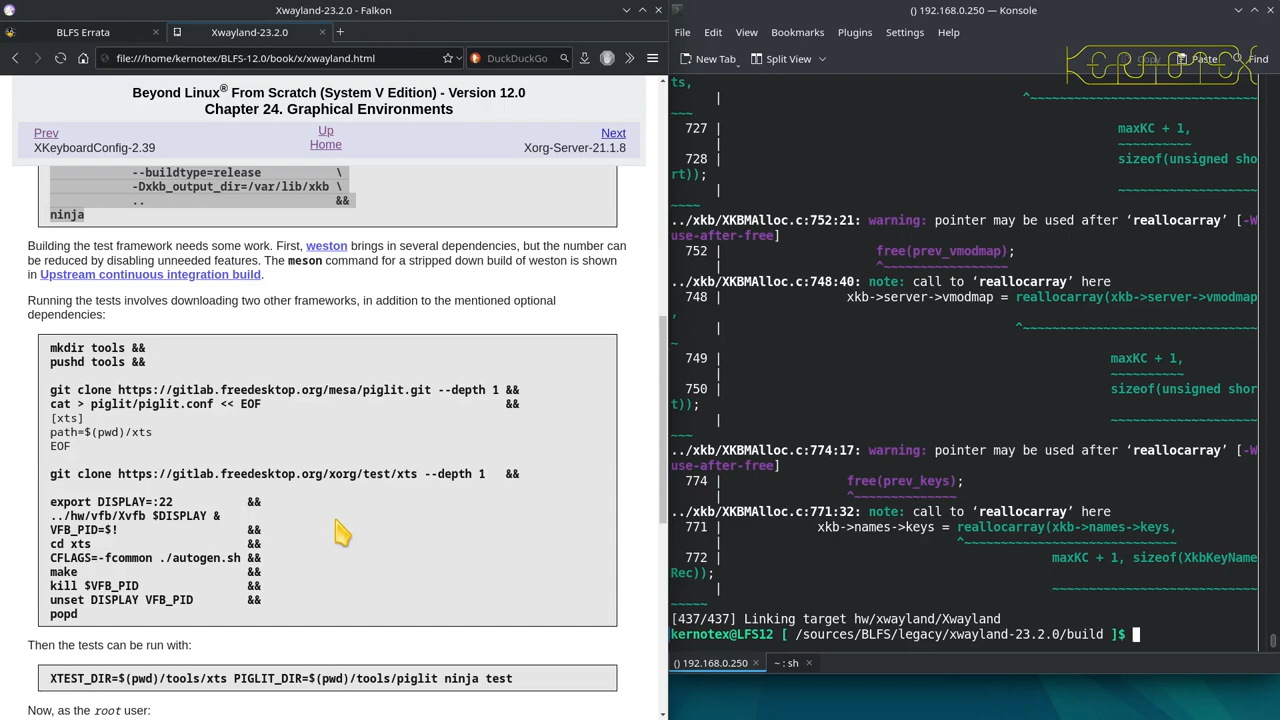 Xwayland-23.2.0 - Falkon
BLFS Errata
Xwayland-23.2.0
file:///home/kernotex/BLFS-12.0/book/x/xwayland.html
DuckDuckGo
Beyond Linux® From Scratch (System V Edition) - Version 12.0
Chapter 24. Graphical Environments
Prev
Up
Next
XKeyboardConfig-2.39
Home
Xorg-Server-21.1.8
--buildtype=release \
-Dxkb_output_dir=/var/lib/xkb \
.. &&
ninja
Building the test framework needs some work. First, weston brings in several dependencies, but the number can
be reduced by disabling unneeded features. The meson command for a stripped down build of weston is shown
in Upstream continuous integration build.
Running the tests involves downloading two other frameworks, in addition to the mentioned optional
dependencies:
mkdir tools &&
pushd tools &&
git clone https://gitlab.freedesktop.org/mesa/piglit.git --depth 1 &&
cat > piglit/piglit.conf << EOF &&
[xts]
path=$(pwd)/xts
EOF
git clone https://gitlab.freedesktop.org/xorg/test/xts --depth 1 &&
export DISPLAY=:22 &&
../hw/vfb/Xvfb $DISPLAY &
VFB_PID=$! &&
cd xts &&
CFLAGS=-fcommon ./autogen.sh &&
make &&
kill $VFB_PID &&
unset DISPLAY VFB_PID &&
popd
Then the tests can be run with:
XTEST_DIR=$(pwd)/tools/xts PIGLIT_DIR=$(pwd)/tools/piglit ninja test
Now, as the root user:
() 192.168.0.250 — Konsole
File Edit View Bookmarks Plugins Settings Help
New Tab
Split View
Copy
Paste
Find
KERNOTEX
ts,
| ^~~~~~~~~~~~~~~~~~~~~~~~~~~~~~~
~~~
727 | maxKC + 1,
| ~~~~~~~~~~
728 | sizeof(unsigned sho
rt));
| ~~~~~~~~~~~~~~~~~~~
~~~~
../xkb/XKBMAlloc.c:752:21: warning: pointer may be used after ‘reallocarray’ [-W
use-after-free]
752 | free(prev_vmodmap);
| ^~~~~~~~~~~~~~~~~~
../xkb/XKBMAlloc.c:748:40: note: call to ‘reallocarray’ here
748 | xkb->server->vmodmap = reallocarray(xkb->server->vmodmap
,
| ^~~~~~~~~~~~~~~~~~~~~~~~~~~~~~~~
~
749 | maxKC + 1,
| ~~~~~~~~~~
750 | sizeof(unsigned shor
t));
| ~~~~~~~~~~~~~~~~~~~~
~~~
../xkb/XKBMAlloc.c:774:17: warning: pointer may be used after ‘reallocarray’ [-W
use-after-free]
774 | free(prev_keys);
| ^~~~~~~~~~~~~~~
../xkb/XKBMAlloc.c:771:32: note: call to ‘reallocarray’ here
771 | xkb->names->keys = reallocarray(xkb->names->keys,
| ^~~~~~~~~~~~~~~~~~~~~~~~~~~~~
772 | maxKC + 1, sizeof(XkbKeyName
Rec));
| ~~~~~~~~~~~~~~~~~~~~~~~~~~~~
~~~~~
[437/437] Linking target hw/xwayland/Xwayland
kernotex@LFS12 [ /sources/BLFS/legacy/xwayland-23.2.0/build ]$
() 192.168.0.250
~ : sh